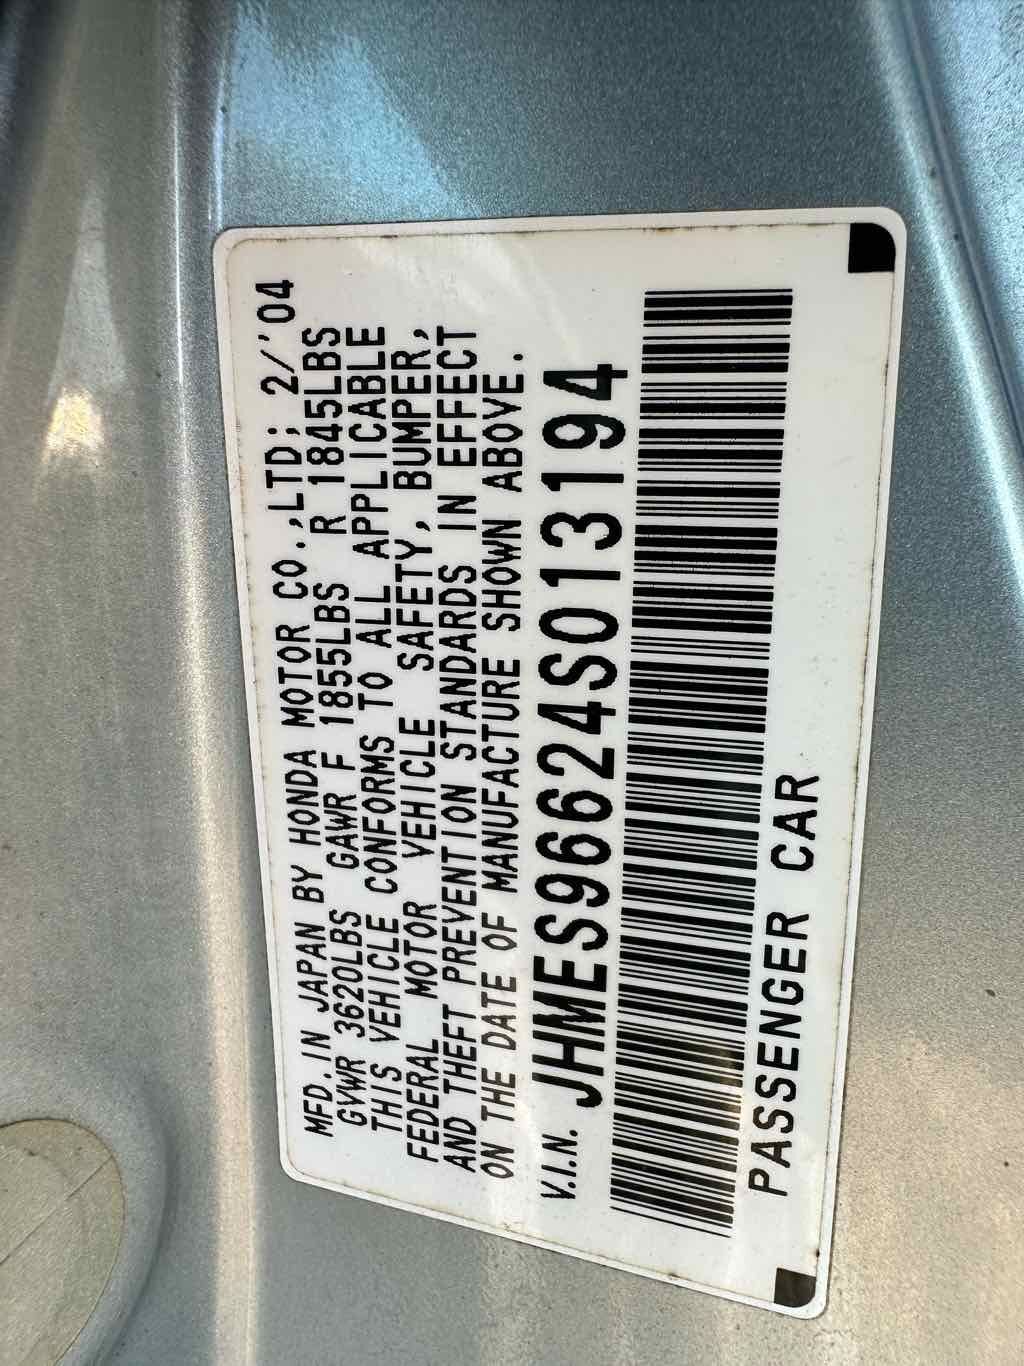 MFD.IN JAPAN BY HONDA MOTOR CO.,LTD; 2/'04
GVWR 3620LBS GAWR F 1855LBS R 1845LBS
THIS VEHICLE CONFORMS TO ALL APPLICABLE
FEDERAL MOTOR VEHICLE SAFETY, BUMPER,
AND THEFT PREVENTION STANDARDS IN EFFECT
ON THE DATE OF MANUFACTURE SHOWN ABOVE.
V.I.N. JHMES96624S013194
PASSENGER CAR